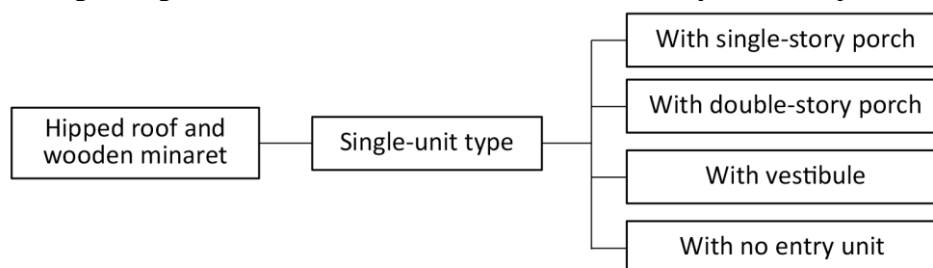 Hipped roof and
wooden minaret
Single-unit type
With single-story porch
With double-story porch
With vestibule
With no entry unit